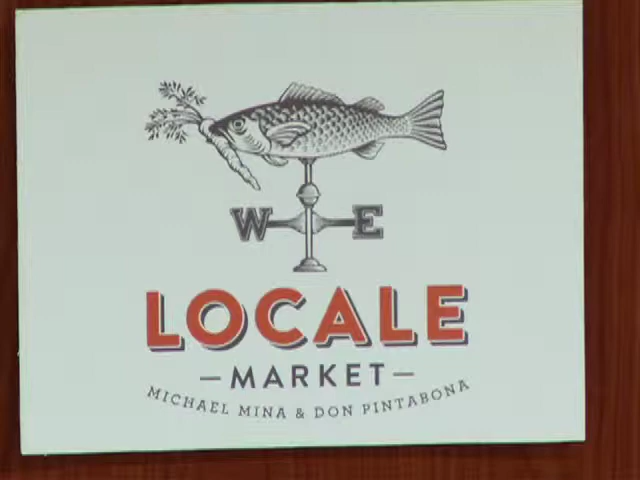 W E
LOCALE
MARKET
MICHAEL MINA & DON PINTABONA